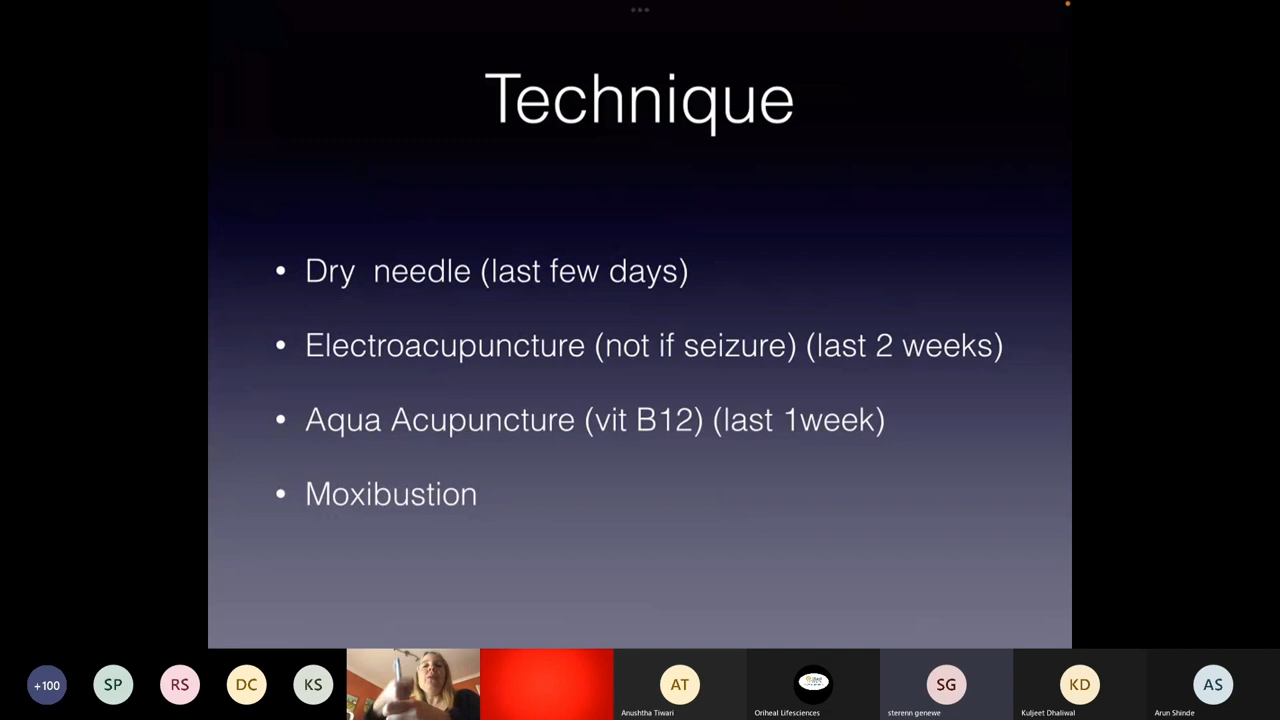 Technique
• Dry needle (last few days)
• Electroacupuncture (not if seizure) (last 2 weeks)
• Aqua Acupuncture (vit B12) (last 1week)
• Moxibustion
+100
SP
RS
DC
KS
AT
SG
KD
AS
Anushtha Tiwari
Oriheal Lifesciences
sterenn genewe
Kuljeet Dhaliwal
Arun Shinde